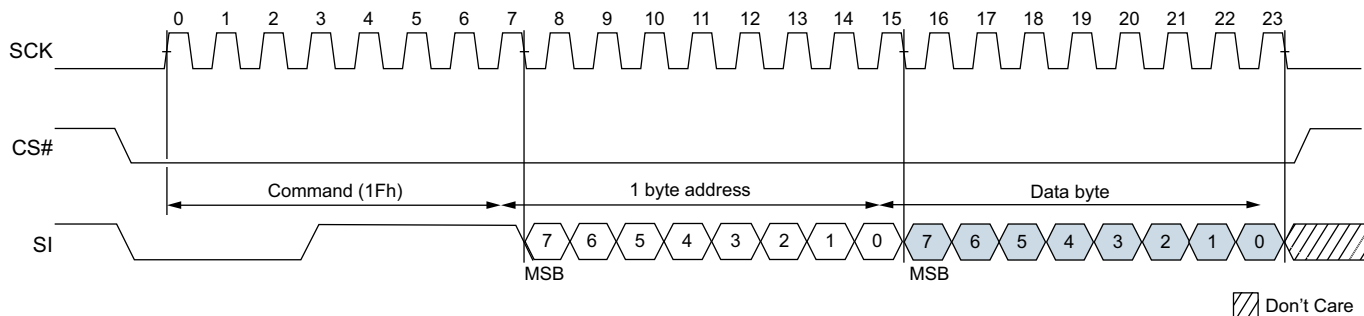 0 1 2 3 4 5 6 7 8 9 10 11 12 13 14 15 16 17 18 19 20 21 22 23
SCK
CS#
Command (1Fh) 1 byte address Data byte
SI 7 6 5 4 3 2 1 0 7 6 5 4 3 2 1 0
MSB MSB
Don't Care